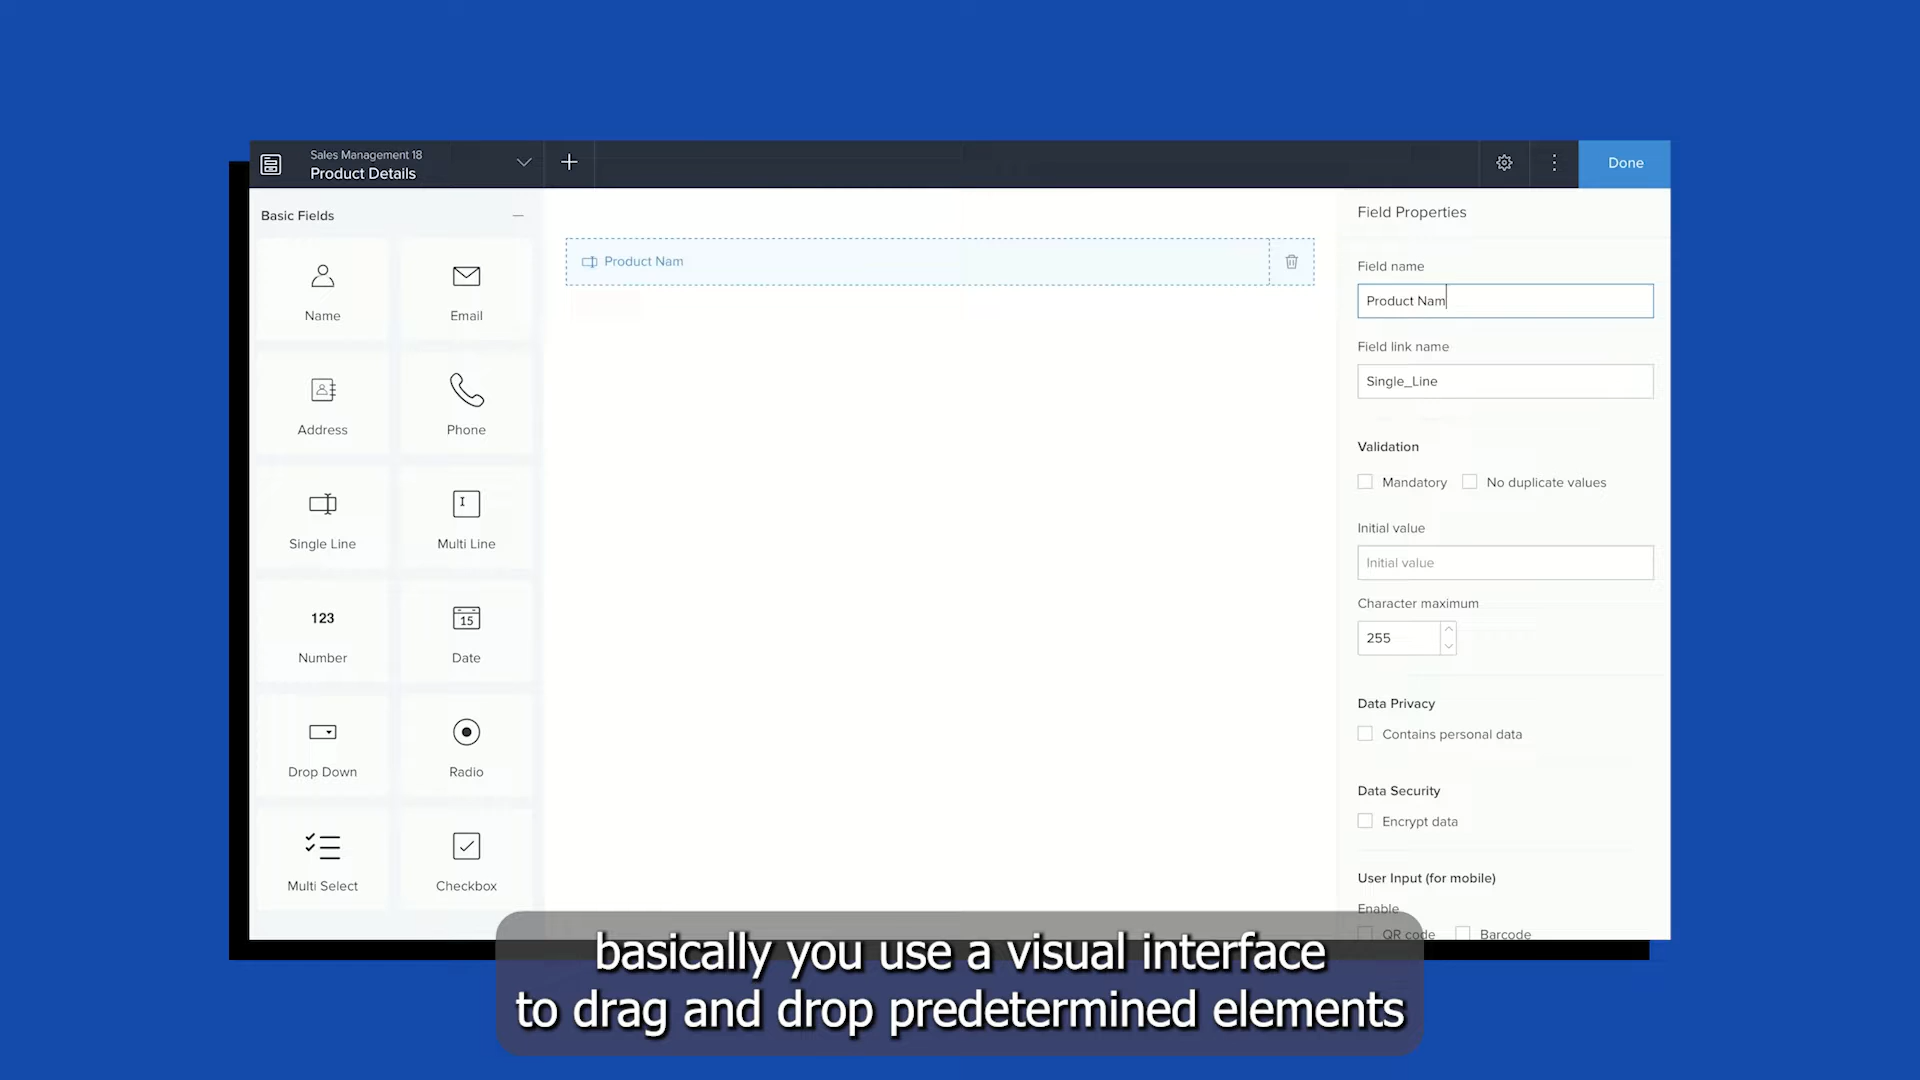 Sales Management 18
Product Details
Done
Basic Fields
Name
Email
Address
Phone
Single Line
Multi Line
123
Number
15
Date
Drop Down
Radio
Multi Select
Checkbox
Product Nam
Field Properties
Field name
Product Nam
Field link name
Single_Line
Validation
Mandatory
No duplicate values
Initial value
Initial value
Character maximum
255
Data Privacy
Contains personal data
Data Security
Encrypt data
User Input (for mobile)
Enable
QR code
Barcode
basically you use a visual interface
to drag and drop predetermined elements